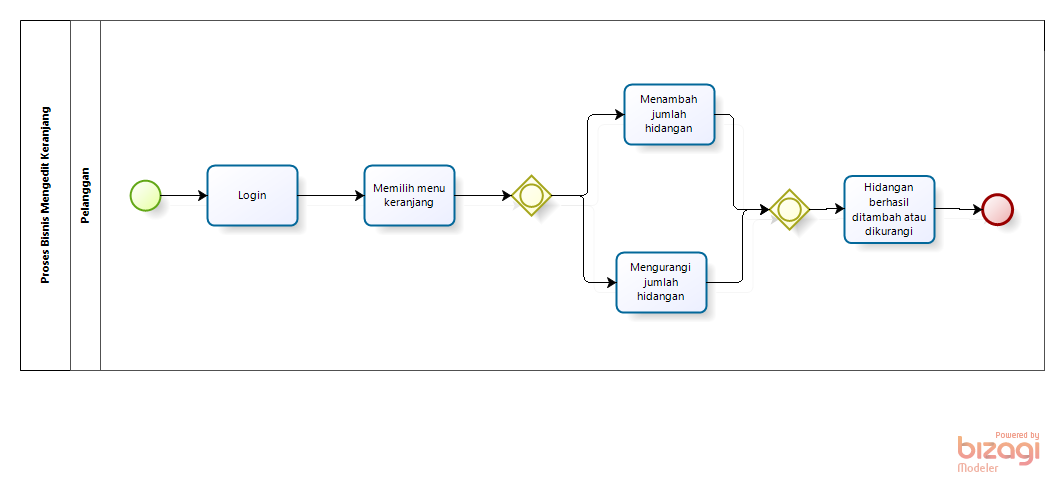 Proses Bisnis Mengedit Keranjang
Pelanggan
Login
Memilih menu
keranjang
Menambah
jumlah
hidangan
Mengurangi
jumlah
hidangan
Hidangan
berhasil
ditambah atau
dikurangi
Powered by
bizagi
Modeler